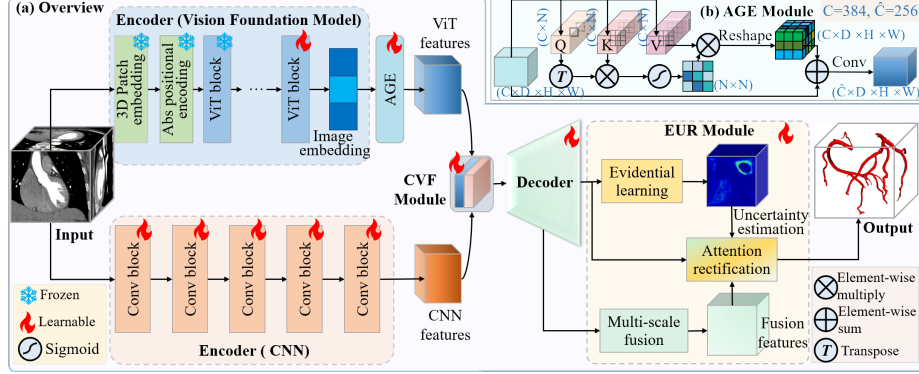 (a) Overview
Encoder (Vision Foundation Model)
3D Patch
embedding
Abs positional
encoding
ViT block
...
ViT block
Image
embedding
AGE
ViT
features
Input
CVF
Module
Conv block
Conv block
Conv block
Conv block
Conv block
Encoder ( CNN)
CNN
features
Frozen
Learnable
Sigmoid
(b) AGE Module
C=384, Ĉ=256
(C×N)
(C×N)
(C×N)
Q
K
V
Reshape
(C×D ×H ×W)
T
(N×N)
(C×D ×H ×W)
Conv
(Ĉ×D ×H ×W)
Decoder
EUR Module
Evidential
learning
Uncertainty
estimation
Attention
rectification
Multi-scale
fusion
Fusion
features
Output
Element-wise
multiply
Element-wise
sum
T
Transpose